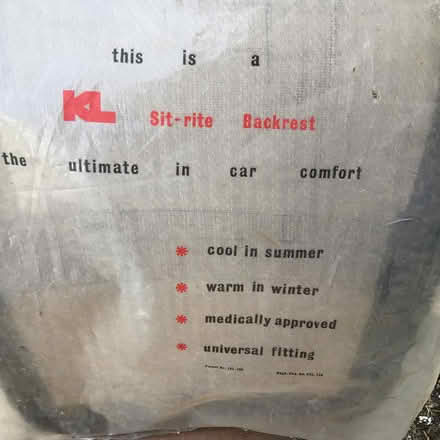 this is a
KL Sit-rite Backrest
the ultimate in car comfort
* cool in summer
* warm in winter
* medically approved
* universal fitting